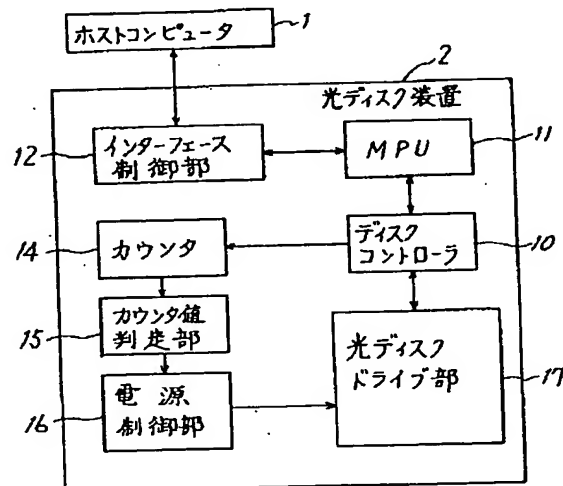 ホストコンピュータ
1
2
光ディスク装置
12
インターフェース
制御部
MPU
11
14
カウンタ
ディスク
コントローラ
10
15
カウンタ値
判定部
光ディスク
ドライブ部
17
16
電源
制御部